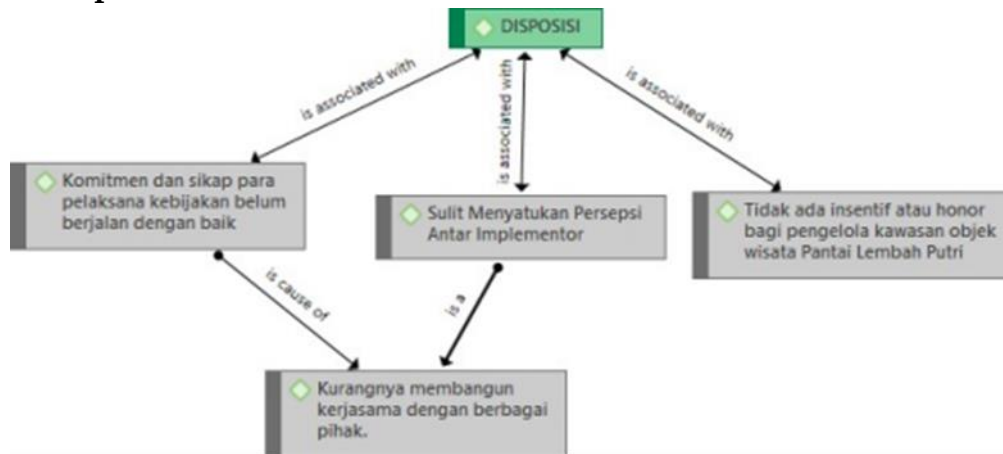 DISPOSISI
is associated with
is associated with
is associated with
Komitmen dan sikap para
pelaksana kebijakan belum
berjalan dengan baik
Sulit Menyatukan Persepsi
Antar Implementor
Tidak ada insentif atau honor
bagi pengelola kawasan objek
wisata Pantai Lembah Putri
is cause of
is a
Kurangnya membangun
kerjasama dengan berbagai
pihak.